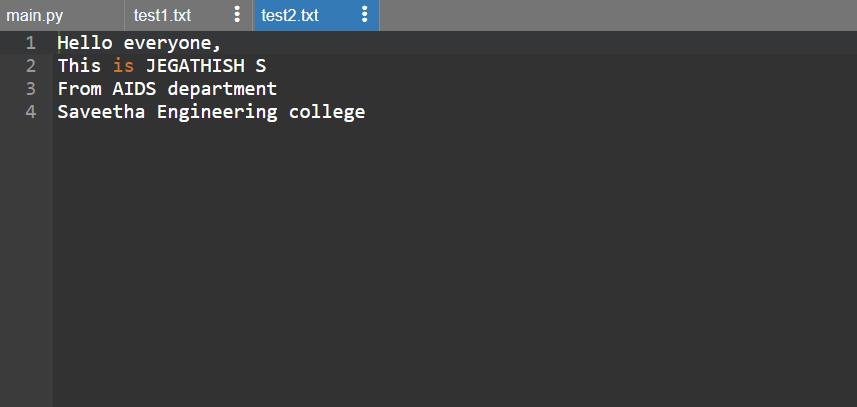 main.py test1.txt test2.txt
1 Hello everyone,
2 This is JEGATHISH S
3 From AIDS department
4 Saveetha Engineering college